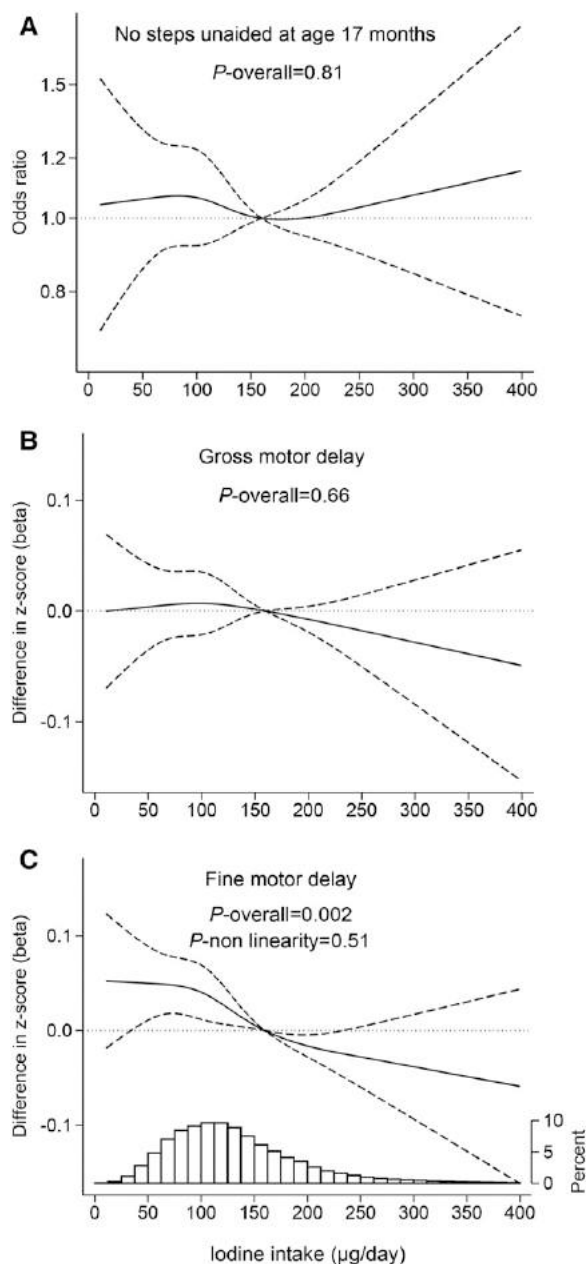 A
No steps unaided at age 17 months
P-overall=0.81
Odds ratio
1.5
1.2
1.0
0.8
0 50 100 150 200 250 300 350 400
B
Gross motor delay
P-overall=0.66
Difference in z-score (beta)
0.1
0.0
-0.1
0 50 100 150 200 250 300 350 400
C
Fine motor delay
P-overall=0.002
P-non linearity=0.51
Difference in z-score (beta)
0.1
0.0
-0.1
10
5
0
Percent
0 50 100 150 200 250 300 350 400
Iodine intake (µg/day)